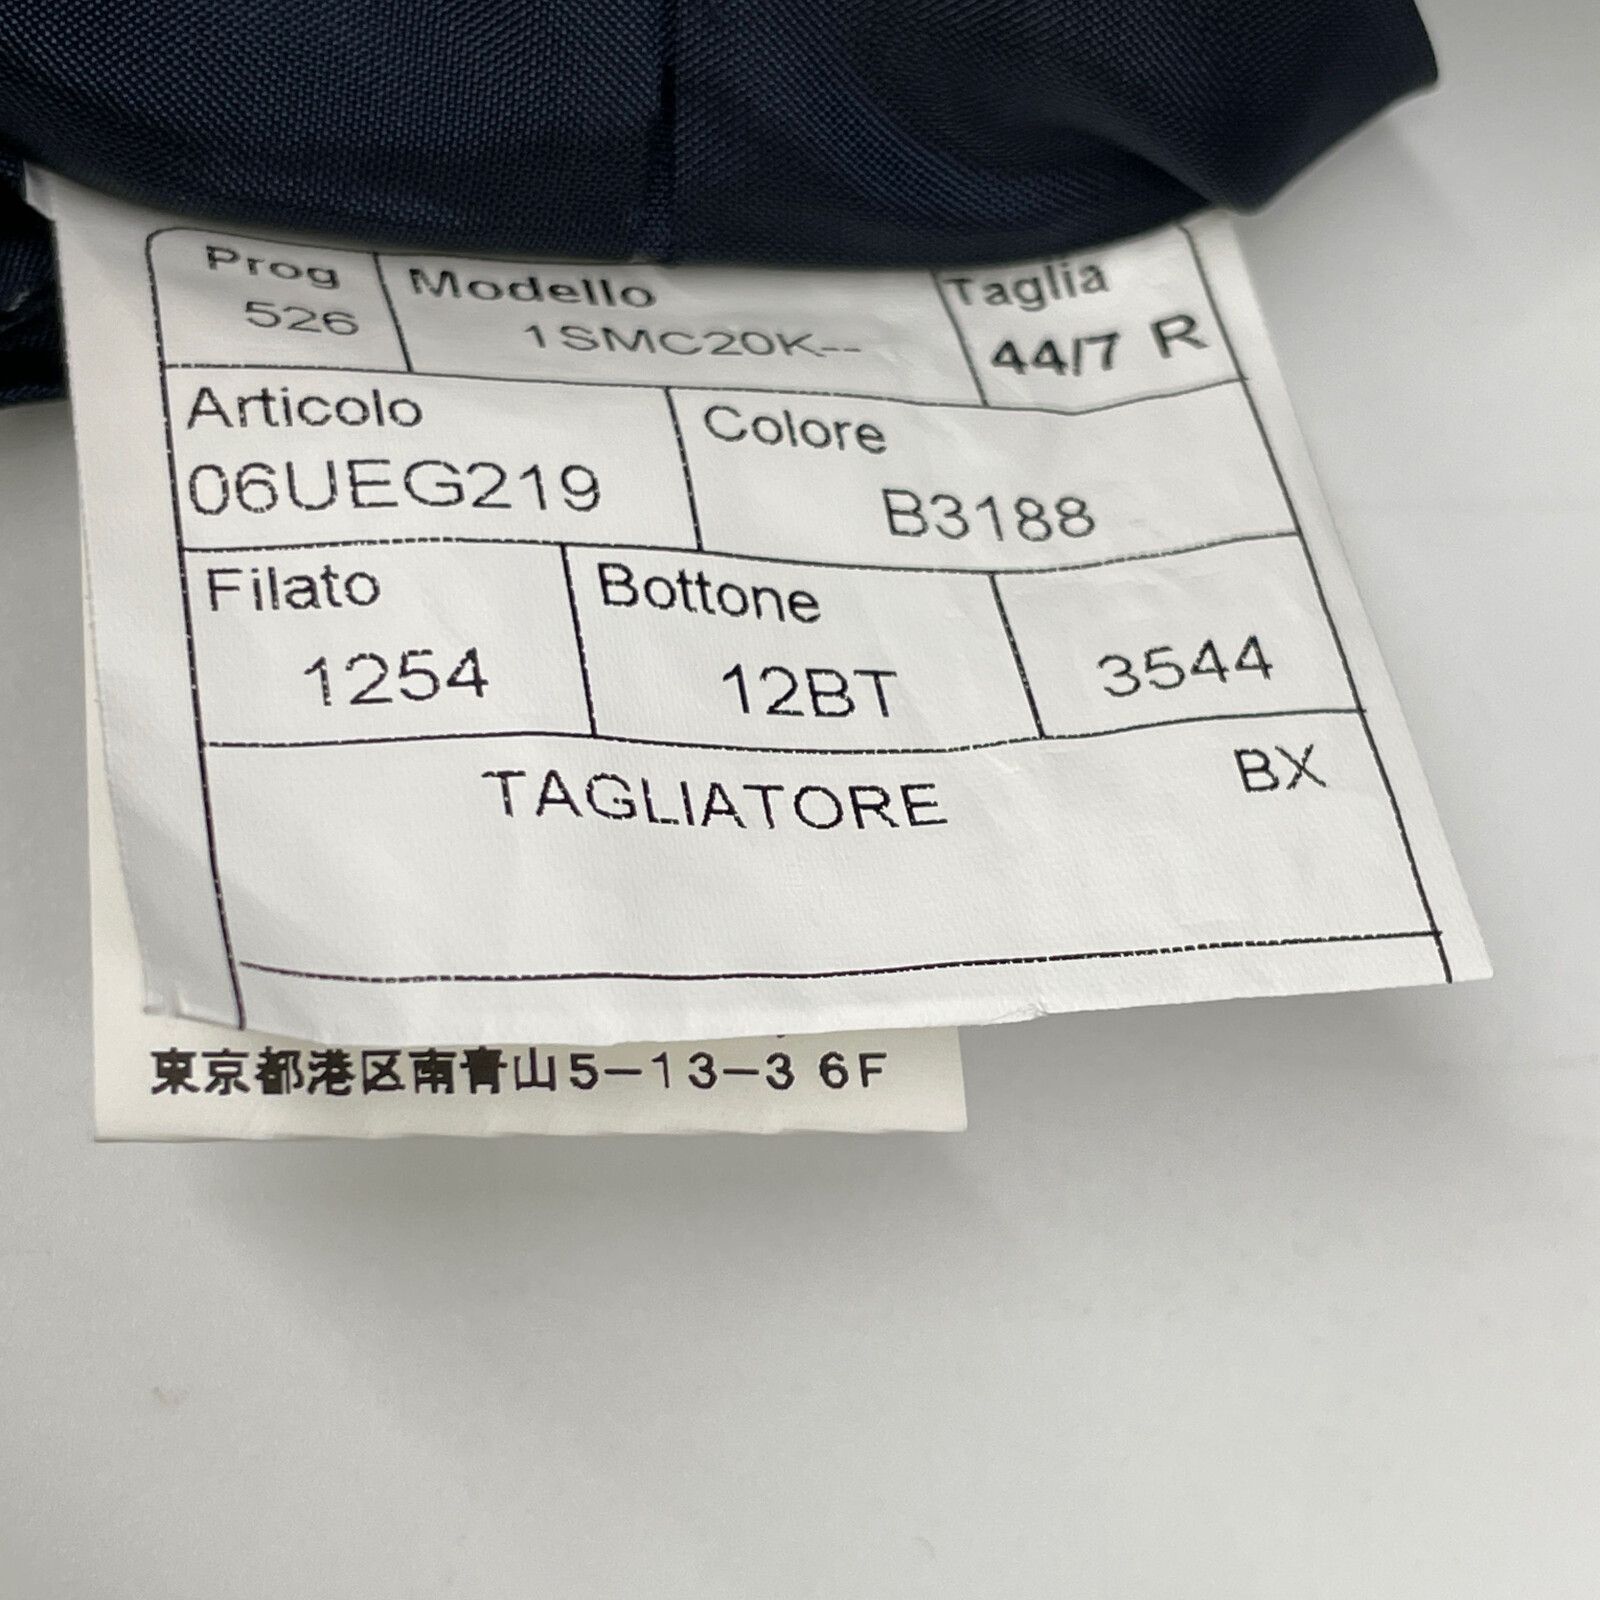 Prog Modello Taglia
526 1SMC20K-- 44/7 R
Articolo Colore
06UEG219 B3188
Filato Bottone
1254 12BT 3544
TAGLIATORE BX
東京都港区南青山5-13-3 6F